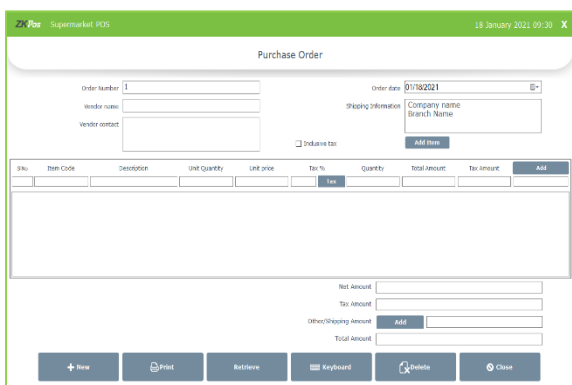 ZKPos Supermarket POS 18 January 2021 09:30 X
Purchase Order
Order Number 1 Order date 01/18/2021
Vendor name Shipping Information Company name
Branch Name
Vendor contact
Inclusive tax Add Item
SlNo Item Code Description Unit Quantity Unit price Tax % Quantity Total Amount Tax Amount Add
Tax
Net Amount
Tax Amount
Other/Shipping Amount Add
Total Amount
New Print Retrieve Keyboard Delete Close